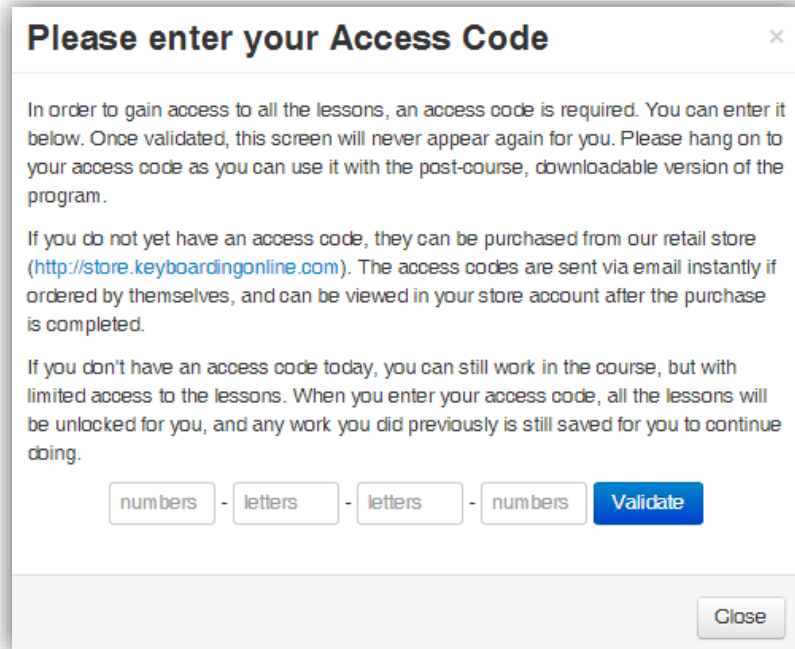 Please enter your Access Code ×
In order to gain access to all the lessons, an access code is required. You can enter it
below. Once validated, this screen will never appear again for you. Please hang on to
your access code as you can use it with the post-course, downloadable version of the
program.
If you do not yet have an access code, they can be purchased from our retail store
(http://store.keyboardingonline.com). The access codes are sent via email instantly if
ordered by themselves, and can be viewed in your store account after the purchase
is completed.
If you don't have an access code today, you can still work in the course, but with
limited access to the lessons. When you enter your access code, all the lessons will
be unlocked for you, and any work you did previously is still saved for you to continue
doing.
numbers - letters - letters - numbers Validate
Close